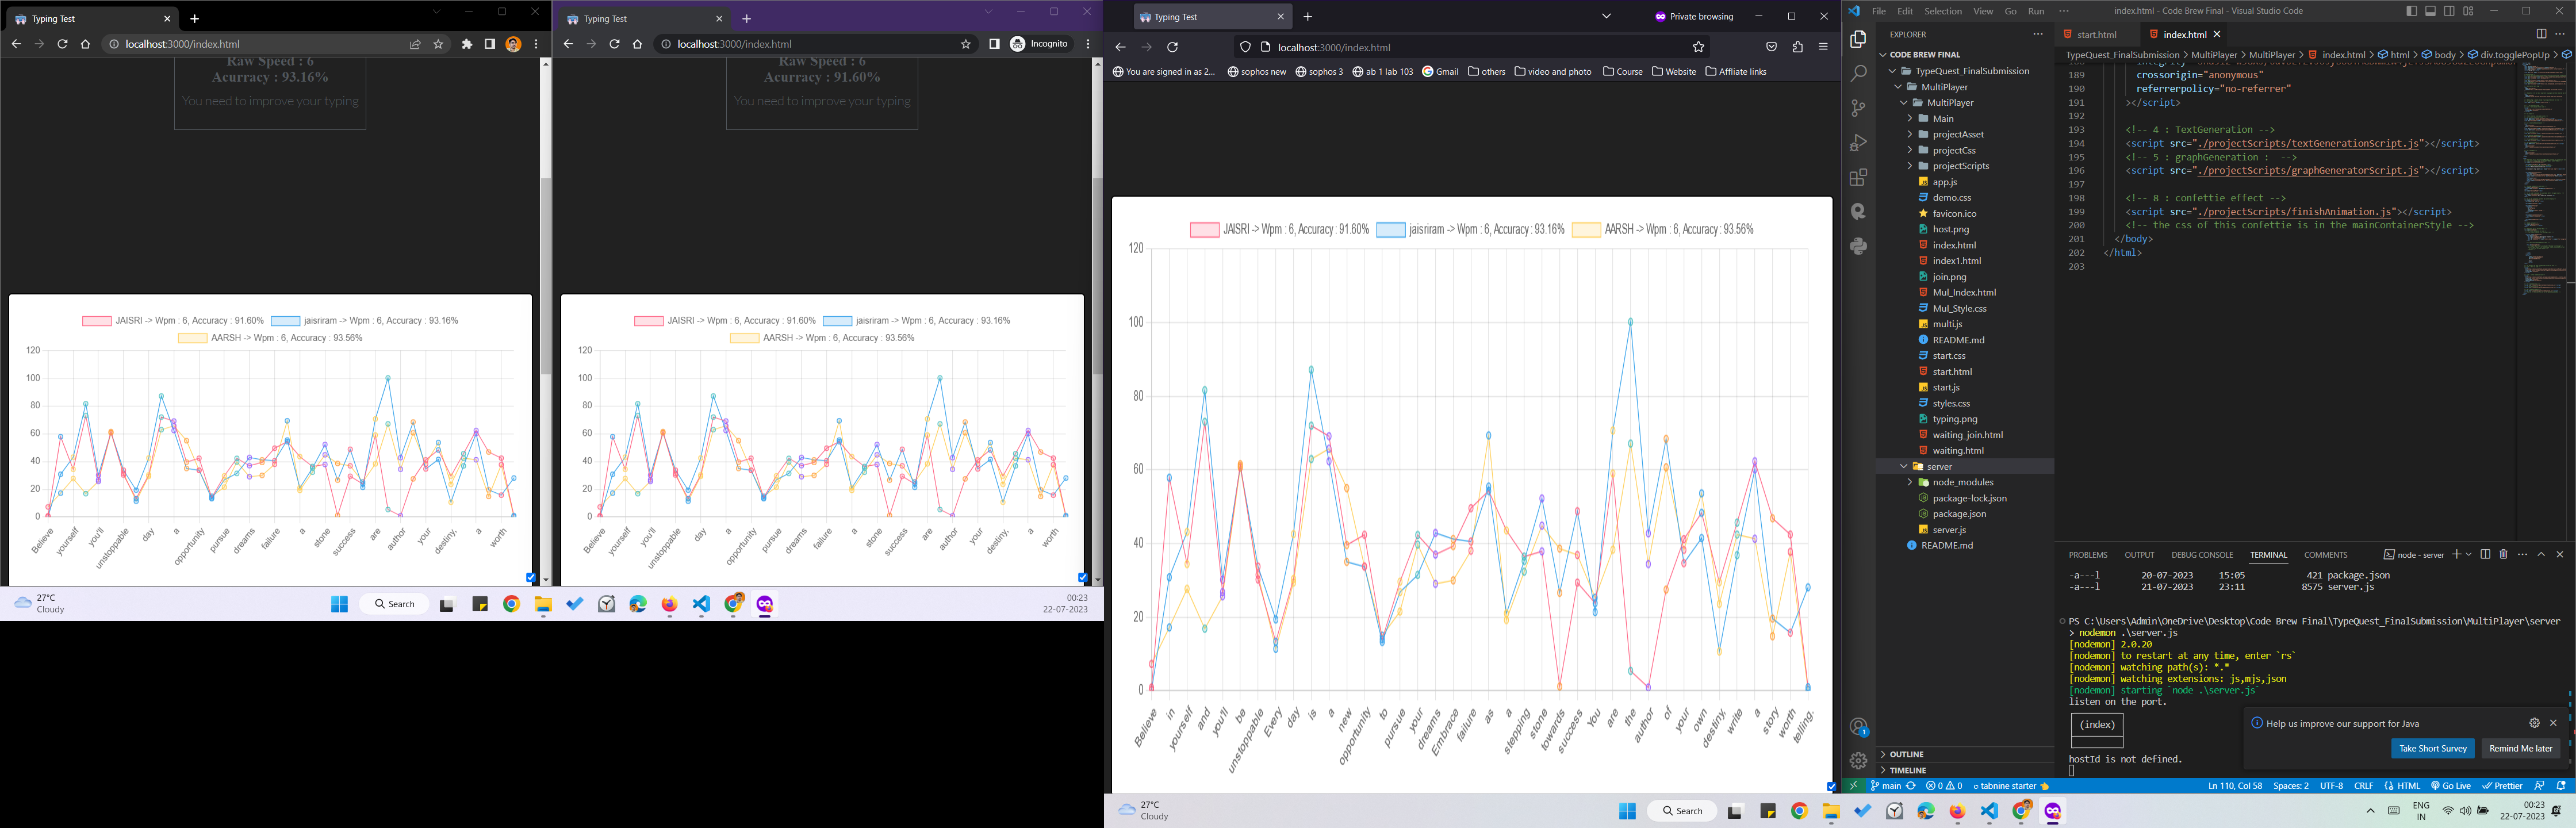 Typing Test
localhost:3000/index.html
Raw Speed : 6
Acurracy : 93.16%
You need to improve your typing
JAISRI -> Wpm : 6, Accuracy : 91.60%
jaisriram -> Wpm : 6, Accuracy : 93.16%
AARSH -> Wpm : 6, Accuracy : 93.56%
120
100
80
60
40
20
0
Believe
yourself
you'll
unstoppable
day
a
opportunity
pursue
dreams
failure
a
stone
success
are
author
your
destiny,
a
worth
27°C
Cloudy
Search
00:23
22-07-2023
Typing Test
localhost:3000/index.html
Incognito
Raw Speed : 6
Acurracy : 91.60%
You need to improve your typing
JAISRI -> Wpm : 6, Accuracy : 91.60%
jaisriram -> Wpm : 6, Accuracy : 93.16%
AARSH -> Wpm : 6, Accuracy : 93.56%
120
100
80
60
40
20
0
Believe
yourself
you'll
unstoppable
day
a
opportunity
pursue
dreams
failure
a
stone
success
are
author
your
destiny,
a
worth
Typing Test
Private browsing
localhost:3000/index.html
You are signed in as 2...
sophos new
sophos 3
ab 1 lab 103
Gmail
others
video and photo
Course
Website
Affliate links
JAISRI -> Wpm : 6, Accuracy : 91.60%
jaisriram -> Wpm : 6, Accuracy : 93.16%
AARSH -> Wpm : 6, Accuracy : 93.56%
120
100
80
60
40
20
0
Believe
in
yourself
and
you'll
be
unstoppable
Every
day
is
a
new
opportunity
to
pursue
your
dreams
Embrace
failure
as
a
stepping
stone
towards
success
You
are
the
author
of
your
own
destiny,
write
a
story
worth
telling.
27°C
Cloudy
Search
File Edit Selection View Go Run ···
index.html - Code Brew Final - Visual Studio Code
EXPLORER
CODE BREW FINAL
TypeQuest_FinalSubmission
MultiPlayer
MultiPlayer
Main
projectAsset
projectCss
projectScripts
app.js
demo.css
favicon.ico
host.png
index.html
index1.html
join.png
Mul_Index.html
Mul_Style.css
multi.js
README.md
start.css
start.html
start.js
styles.css
typing.png
waiting_join.html
waiting.html
server
node_modules
package-lock.json
package.json
server.js
README.md
OUTLINE
TIMELINE
start.html
index.html
TypeQuest_FinalSubmission > MultiPlayer > MultiPlayer > index.html > html > body > div.togglePopUp
189 crossorigin="anonymous"
190 referrerpolicy="no-referrer"
191 ></script>
192
193 <!-- 4 : TextGeneration -->
194 <script src="./projectScripts/textGenerationScript.js"></script>
195 <!-- 5 : graphGeneration :  -->
196 <script src="./projectScripts/graphGeneratorScript.js"></script>
197
198 <!-- 8 : confettie effect -->
199 <script src="./projectScripts/finishAnimation.js"></script>
200 <!-- the css of this confettie is in the mainContainerStyle -->
201 </body>
202 </html>
203
PROBLEMS OUTPUT DEBUG CONSOLE TERMINAL COMMENTS
node - server
-a---l 20-07-2023 15:05 421 package.json
-a---l 21-07-2023 23:11 8575 server.js
PS C:\Users\Admin\OneDrive\Desktop\Code Brew Final\TypeQuest_FinalSubmission\MultiPlayer\server
> nodemon .\server.js
[nodemon] 2.0.20
[nodemon] to restart at any time, enter `rs`
[nodemon] watching path(s): *.*
[nodemon] watching extensions: js,mjs,json
[nodemon] starting `node .\server.js`
listen on the port.
(index)
hostId is not defined.
Help us improve our support for Java
Take Short Survey
Remind Me later
main
0 0
tabnine starter
Ln 110, Col 58
Spaces: 2
UTF-8
CRLF
HTML
Go Live
Prettier
ENG
IN
00:23
22-07-2023